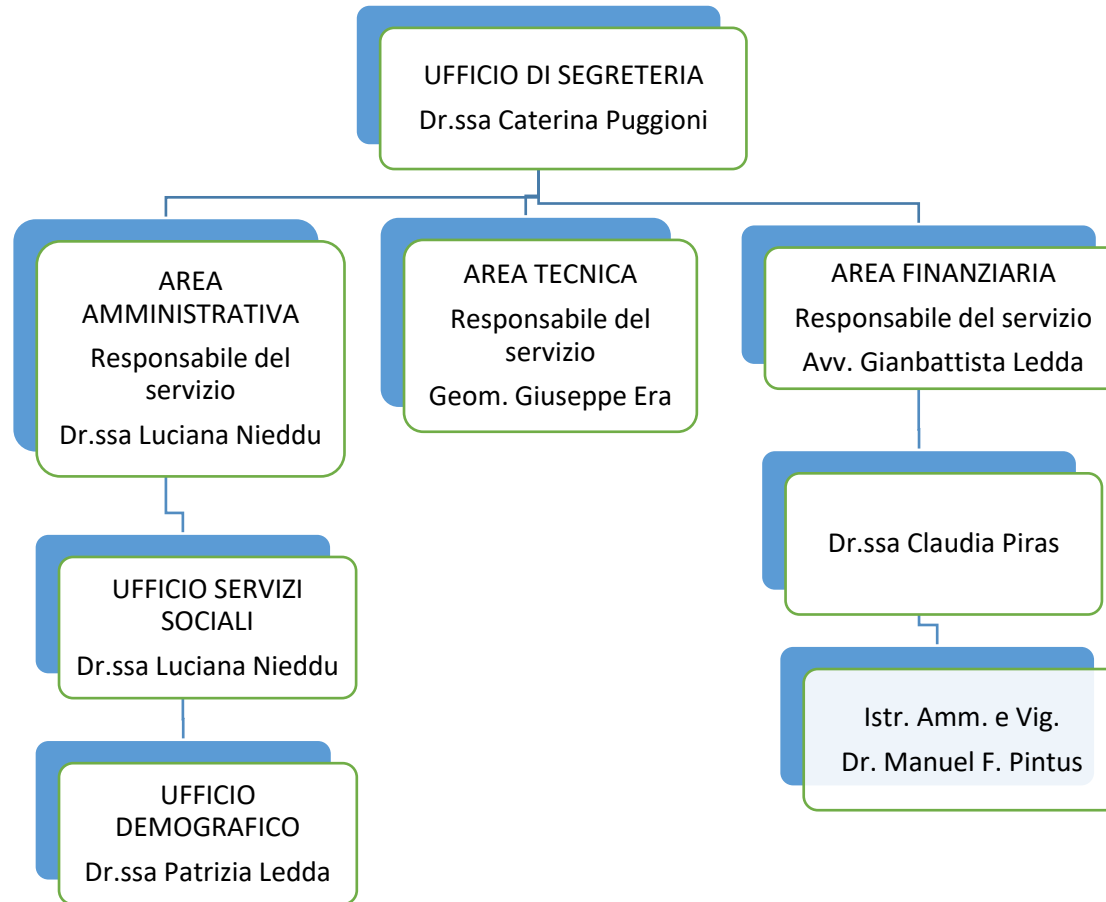 UFFICIO DI SEGRETERIA
Dr.ssa Caterina Puggioni
AREA
AMMINISTRATIVA
Responsabile del
servizio
Dr.ssa Luciana Nieddu
AREA TECNICA
Responsabile del
servizio
Geom. Giuseppe Era
AREA FINANZIARIA
Responsabile del servizio
Avv. Gianbattista Ledda
UFFICIO SERVIZI
SOCIALI
Dr.ssa Luciana Nieddu
Dr.ssa Claudia Piras
UFFICIO
DEMOGRAFICO
Dr.ssa Patrizia Ledda
Istr. Amm. e Vig.
Dr. Manuel F. Pintus